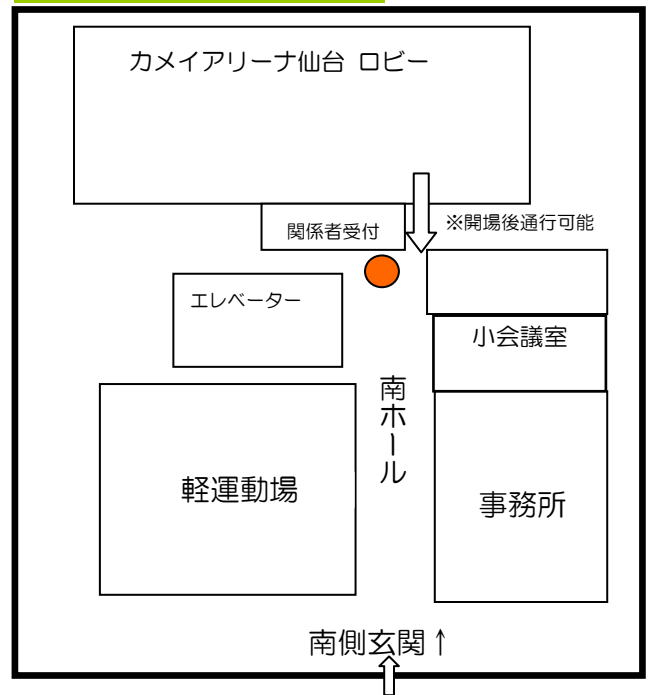 カメイアリーナ仙台 ロビー
※開場後通行可能
関係者受付
エレベーター
小会議室
南ホール
軽運動場
事務所
南側玄関↑